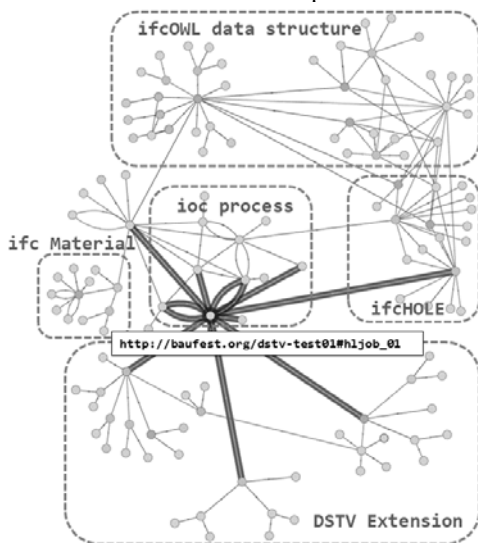 ifcOWL data structure
ioc process
ifc Material
ifcHOLE
http://baufest.org/dstv-test01#hljob_01
DSTV Extension